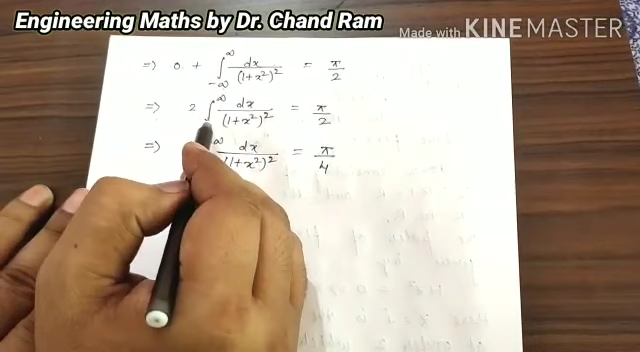 Engineering Maths by Dr. Chand Ram
Made with KINEMASTER
=> 0 + ∫_{-∞}^{∞} dx/(1+x²)² = π/2
=> 2 ∫^{∞} dx/(1+x²)² = π/2
=> ∞ dx/(1+x²)² = π/4